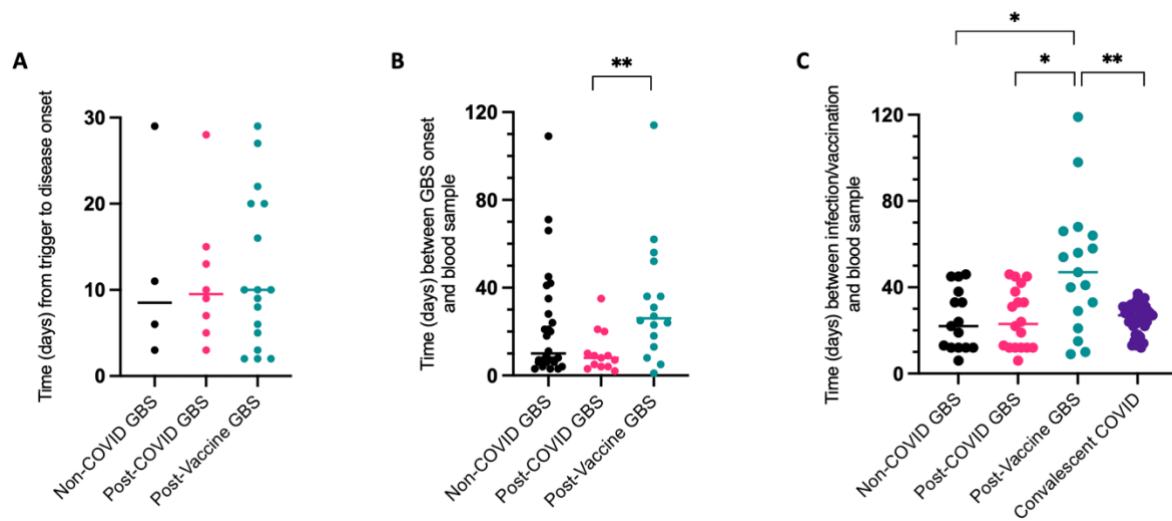 A
Time (days) from trigger to disease onset
30
20
10
0
Non-COVID GBS
Post-COVID GBS
Post-Vaccine GBS
B
**
Time (days) between GBS onset
and blood sample
120
80
40
0
Non-COVID GBS
Post-COVID GBS
Post-Vaccine GBS
C
*
*
**
Time (days) between infection/vaccination
and blood sample
120
80
40
0
Non-COVID GBS
Post-COVID GBS
Post-Vaccine GBS
Convalescent COVID